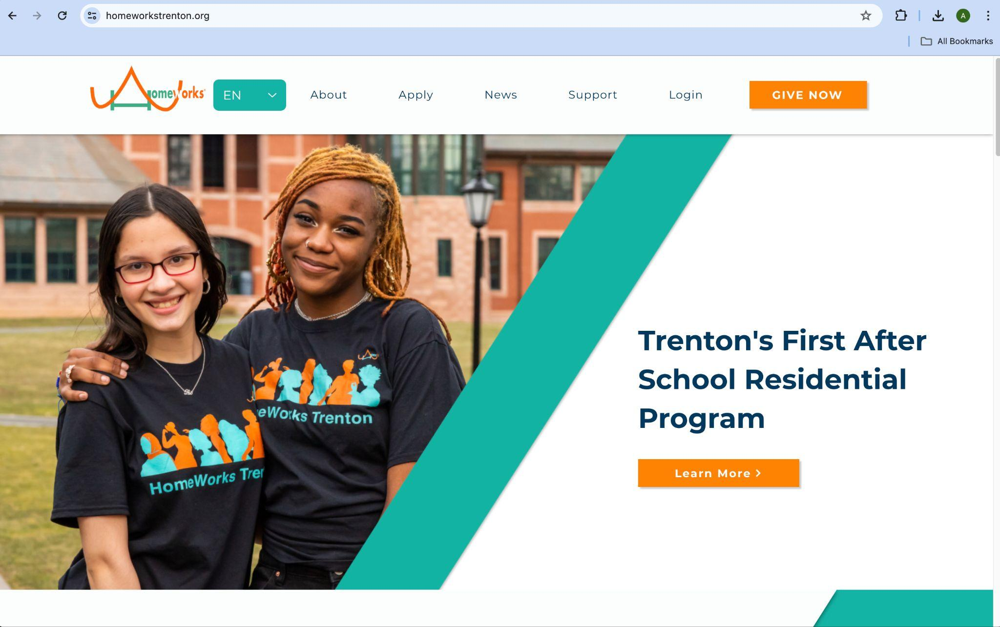 homeworkstrenton.org
A
All Bookmarks
HomeWorks
EN
About
Apply
News
Support
Login
GIVE NOW
Trenton's First After
School Residential
Program
Learn More >
eWorks Trenton
HomeWorks Tren